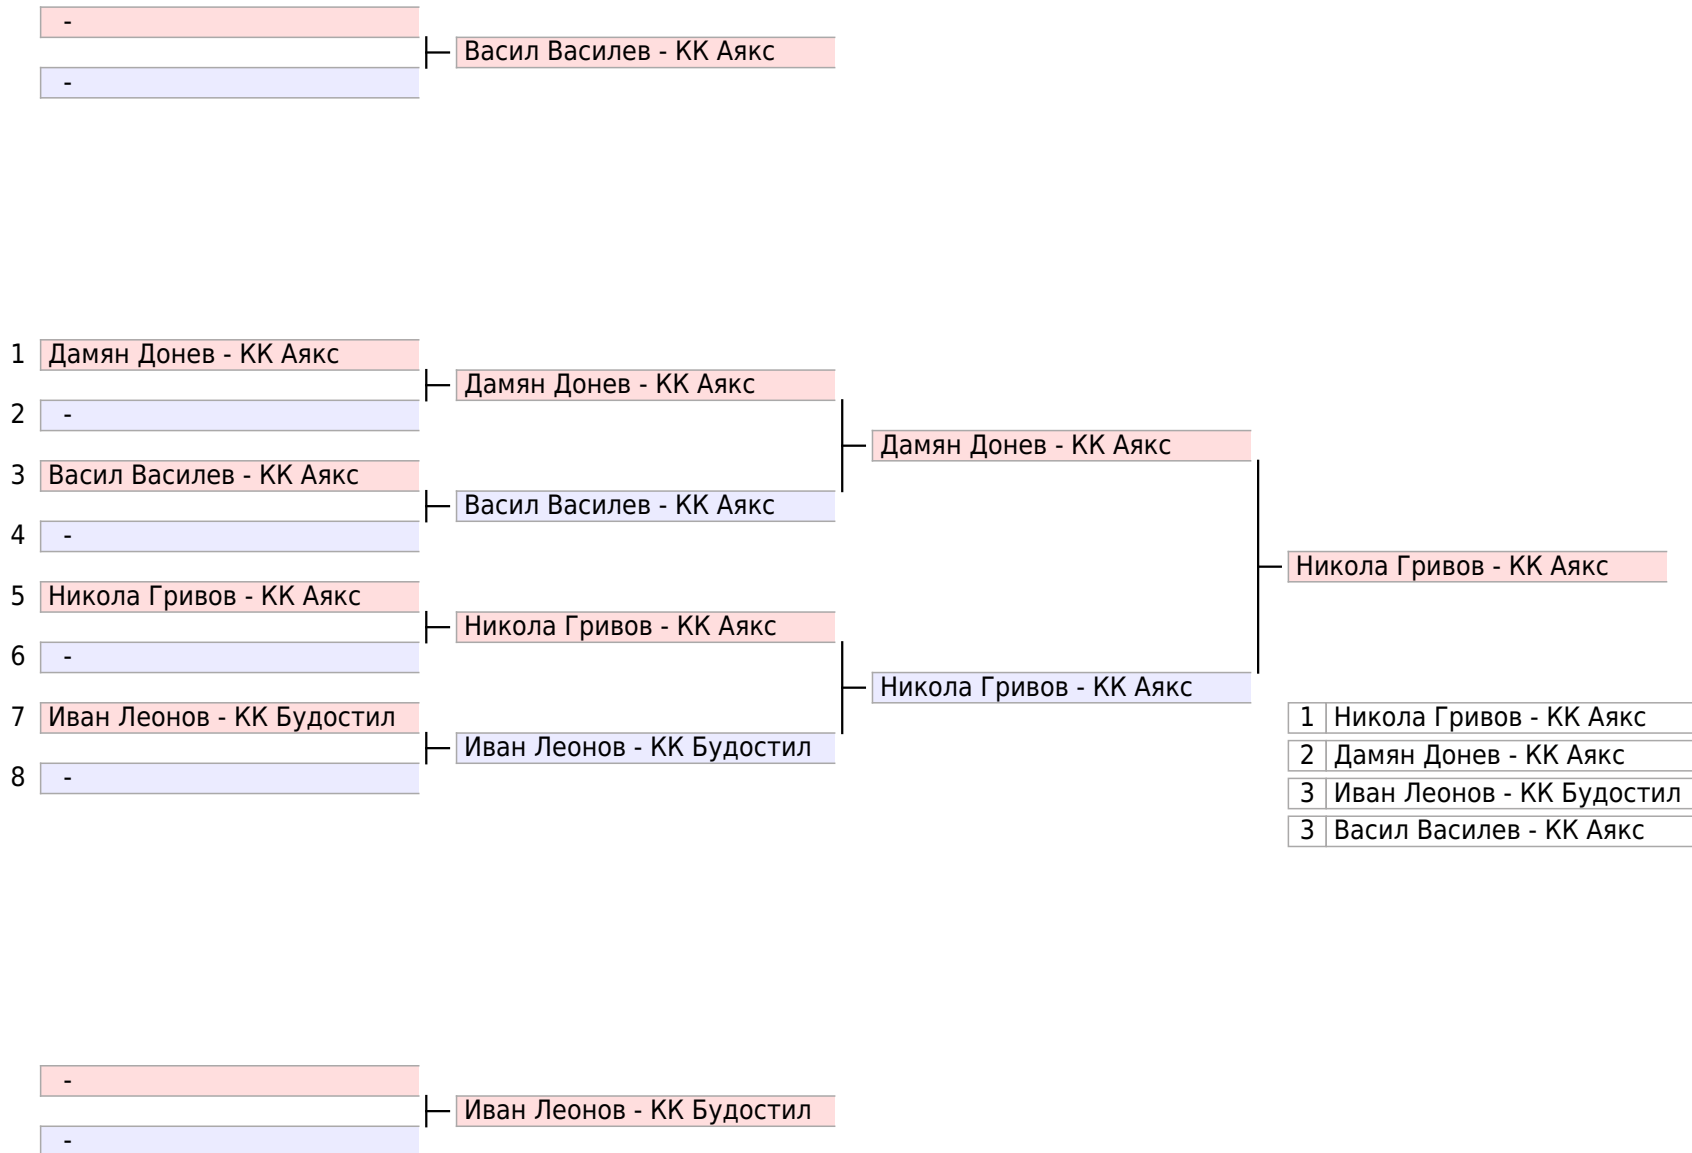 -
Васил Василев - КК Аякс
-
1 Дамян Донев - КК Аякс
Дамян Донев - КК Аякс
2 -
Дамян Донев - КК Аякс
3 Васил Василев - КК Аякс
Васил Василев - КК Аякс
4 -
Никола Гривов - КК Аякс
5 Никола Гривов - КК Аякс
Никола Гривов - КК Аякс
6 -
Никола Гривов - КК Аякс
7 Иван Леонов - КК Будостил
Иван Леонов - КК Будостил
8 -
1 Никола Гривов - КК Аякс
2 Дамян Донев - КК Аякс
3 Иван Леонов - КК Будостил
3 Васил Василев - КК Аякс
-
Иван Леонов - КК Будостил
-